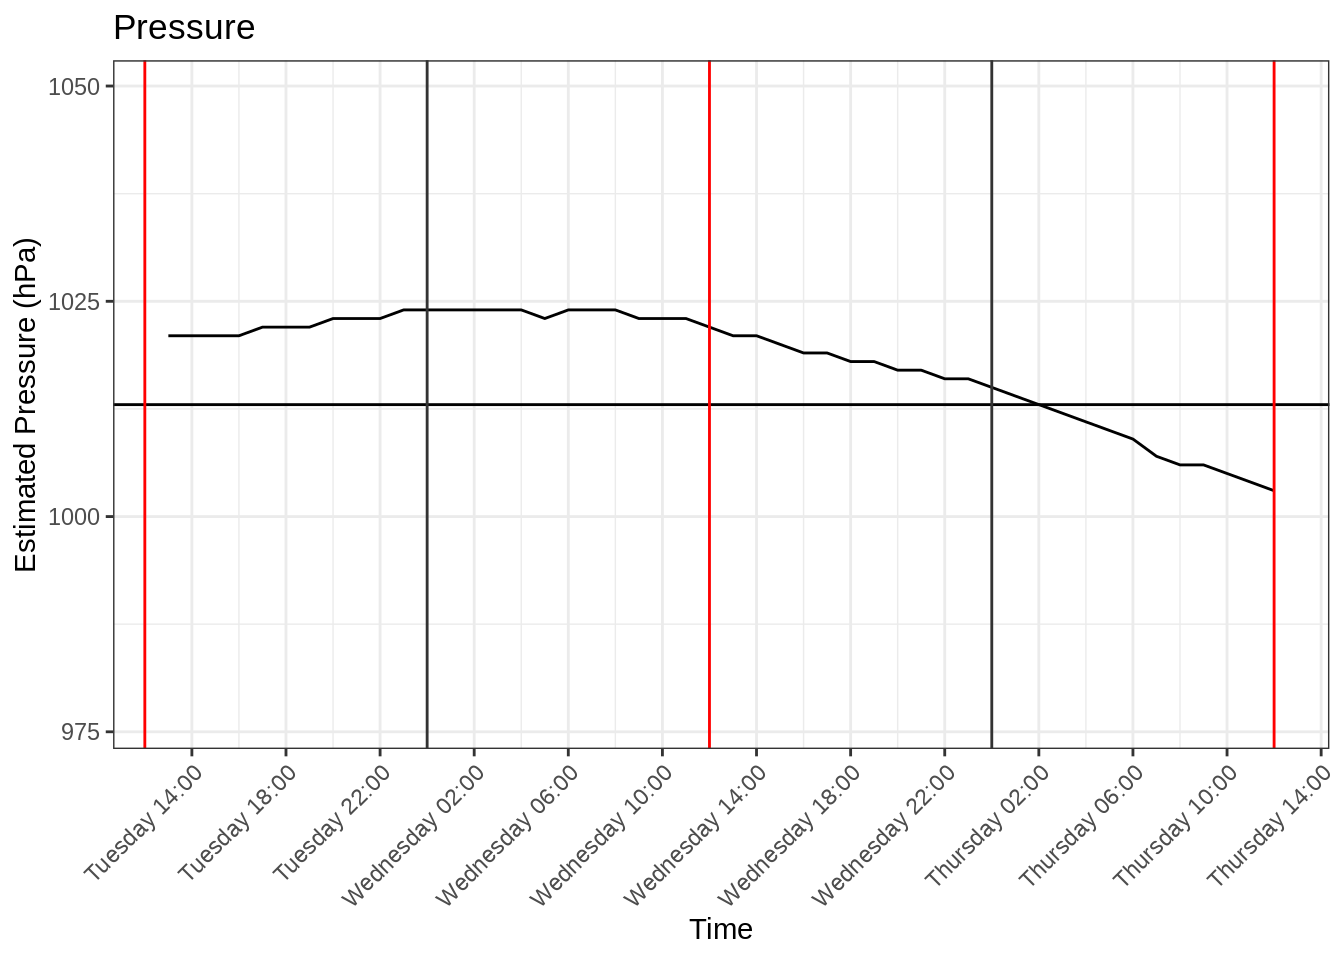 Pressure
Estimated Pressure (hPa)
1050
1025
1000
975
Tuesday 14:00
Tuesday 18:00
Tuesday 22:00
Wednesday 02:00
Wednesday 06:00
Wednesday 10:00
Wednesday 14:00
Wednesday 18:00
Wednesday 22:00
Thursday 02:00
Thursday 06:00
Thursday 10:00
Thursday 14:00
Time